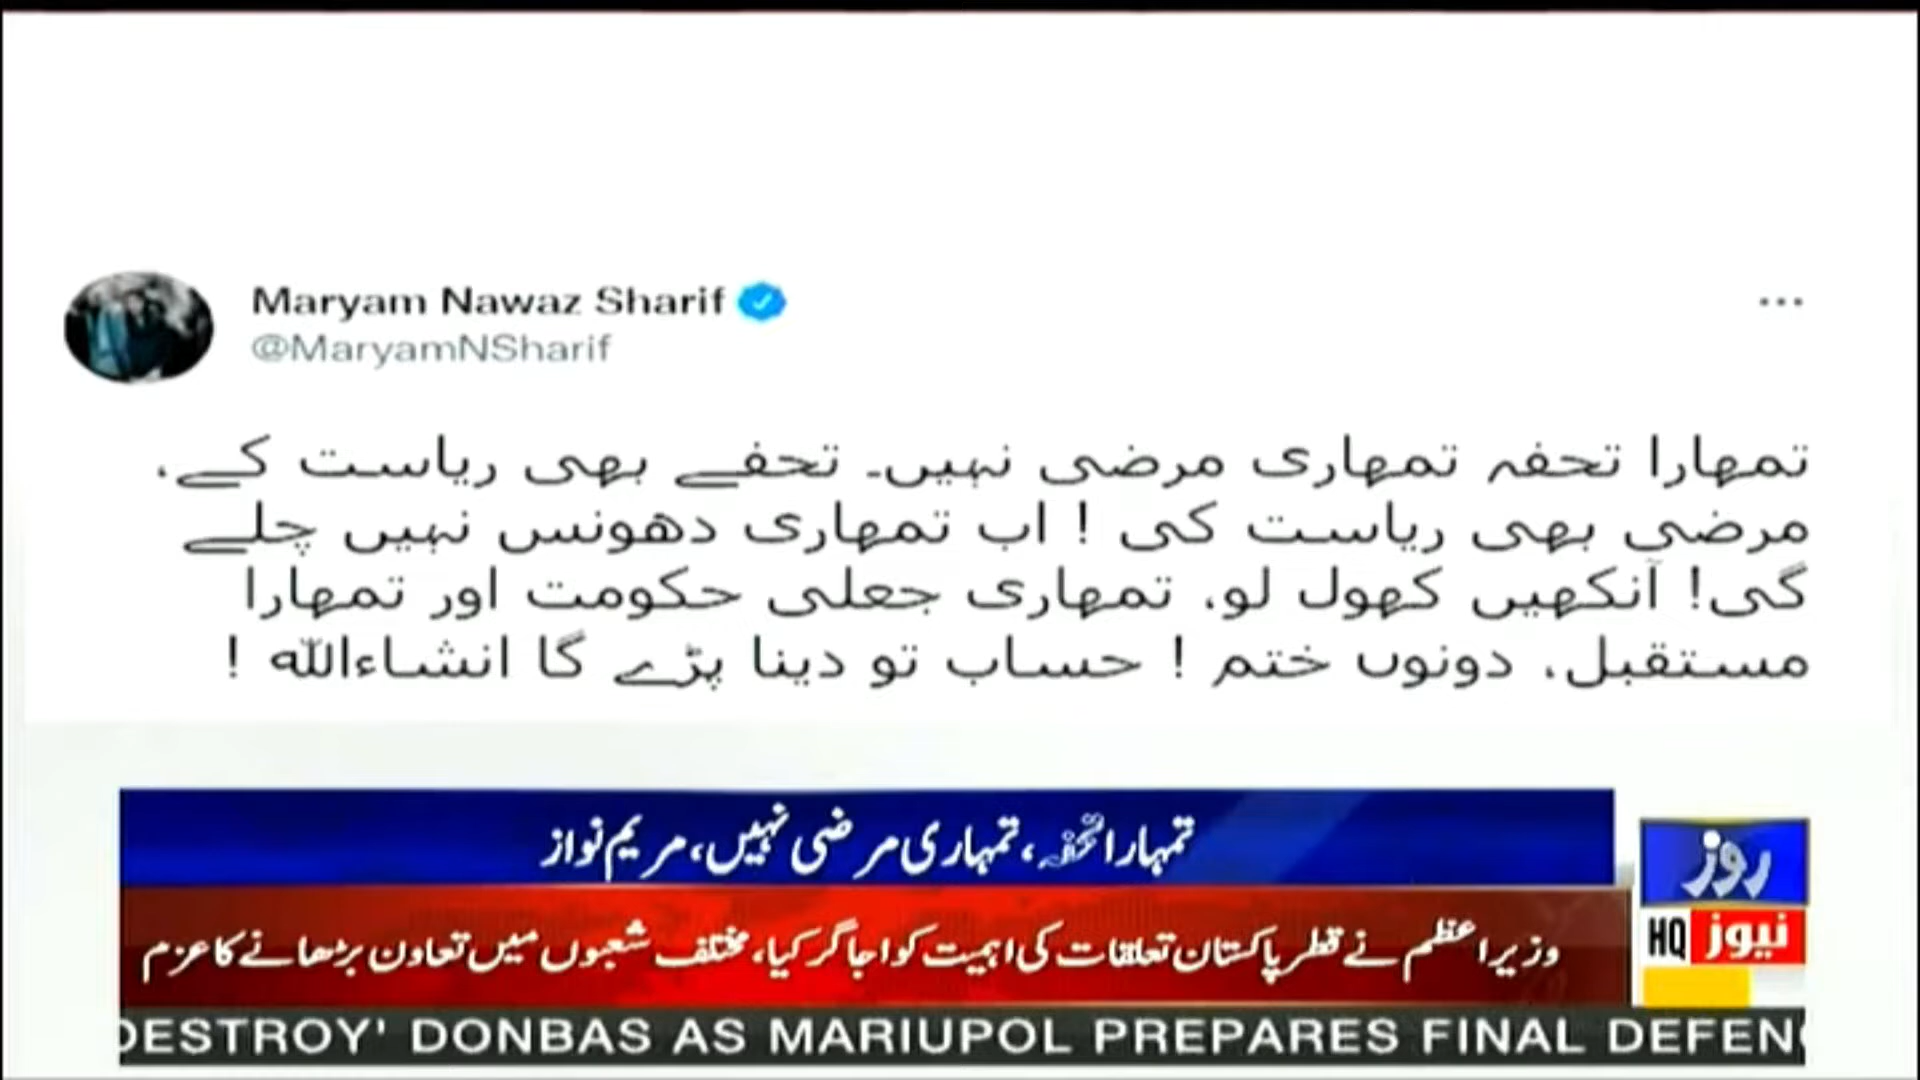 Maryam Nawaz Sharif
@MaryamNSharif
تمھارا تحفہ تمھاری مرضی نہیں۔ تحفے بھی ریاست کے،
مرضی بھی ریاست کی ! اب تمھاری دھونس نہیں چلے
گی! آنکھیں کھول لو، تمھاری جعلی حکومت اور تمھارا
مستقبل، دونوں ختم ! حساب تو دینا پڑے گا انشاءاللّہ !
تمہارا تحفہ، تمہاری مرضی نہیں، مریم نواز
روز
وزیراعظم نے قطر پاکستان تعلقات کی اہمیت کو اجاگر کیا، مختلف شعبوں میں تعاون بڑھانے کا عزم
نیوز HQ
DESTROY' DONBAS AS MARIUPOL PREPARES FINAL DEFEN